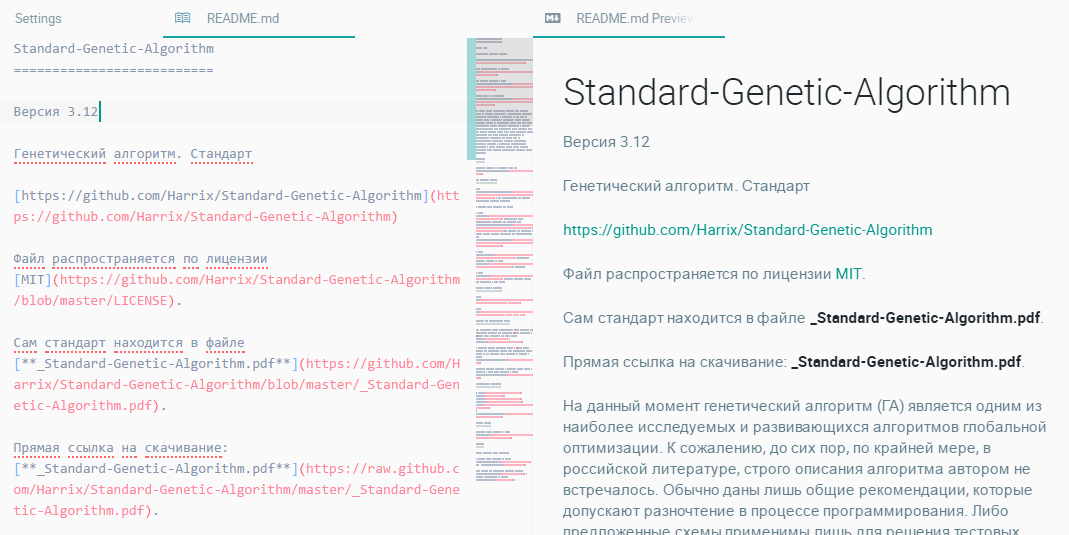 Settings
README.md
README.md Preview
Standard-Genetic-Algorithm
==========================
Версия 3.12
Генетический алгоритм. Стандарт
[https://github.com/Harrix/Standard-Genetic-Algorithm](htt
ps://github.com/Harrix/Standard-Genetic-Algorithm)
Файл распространяется по лицензии
[MIT](https://github.com/Harrix/Standard-Genetic-Algorithm
/blob/master/LICENSE).
Сам стандарт находится в файле
[**_Standard-Genetic-Algorithm.pdf**](https://github.com/H
arrix/Standard-Genetic-Algorithm/blob/master/_Standard-Gen
etic-Algorithm.pdf).
Прямая ссылка на скачивание:
[**_Standard-Genetic-Algorithm.pdf**](https://raw.github.c
om/Harrix/Standard-Genetic-Algorithm/master/_Standard-Gene
tic-Algorithm.pdf).
Standard-Genetic-Algorithm
Версия 3.12
Генетический алгоритм. Стандарт
https://github.com/Harrix/Standard-Genetic-Algorithm
Файл распространяется по лицензии MIT.
Сам стандарт находится в файле _Standard-Genetic-Algorithm.pdf.
Прямая ссылка на скачивание: _Standard-Genetic-Algorithm.pdf.
На данный момент генетический алгоритм (ГА) является одним из
наиболее исследуемых и развивающихся алгоритмов глобальной
оптимизации. К сожалению, до сих пор, по крайней мере, в
российской литературе, строго описания алгоритма автором не
встречалось. Обычно даны лишь общие рекомендации, которые
допускают разночтение в процессе программирования. Либо
предложенные схемы применимы лишь для решения тестовых